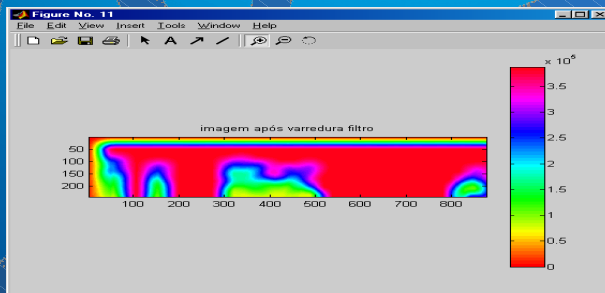 Figure No. 11
File Edit View Insert Tools Window Help
x 10^5
imagem após varredura filtro
50
100
150
200
100 200 300 400 500 600 700 800
3.5
3
2.5
2
1.5
1
0.5
0